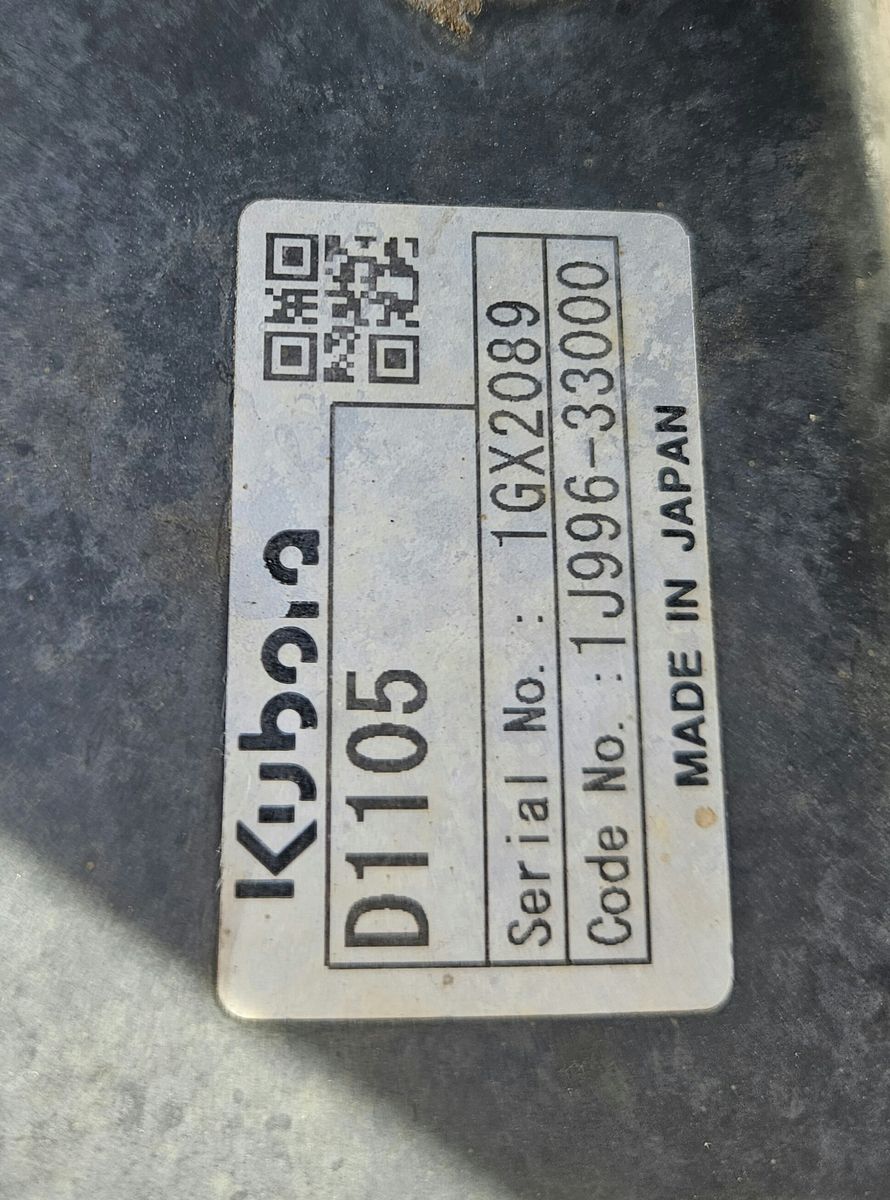 Kubota
D1105
Serial No. : 1GX2089
Code No. : 1J996-33000
MADE IN JAPAN